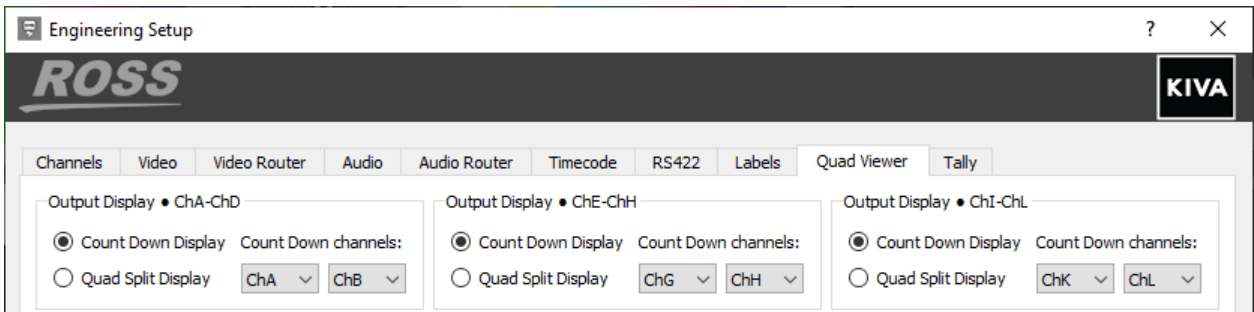 Engineering Setup ?
ROSS KIVA
Channels Video Video Router Audio Audio Router Timecode RS422 Labels Quad Viewer Tally
Output Display • ChA-ChD
Count Down Display Count Down channels:
Quad Split Display ChA ChB
Output Display • ChE-ChH
Count Down Display Count Down channels:
Quad Split Display ChG ChH
Output Display • ChI-ChL
Count Down Display Count Down channels:
Quad Split Display ChK ChL